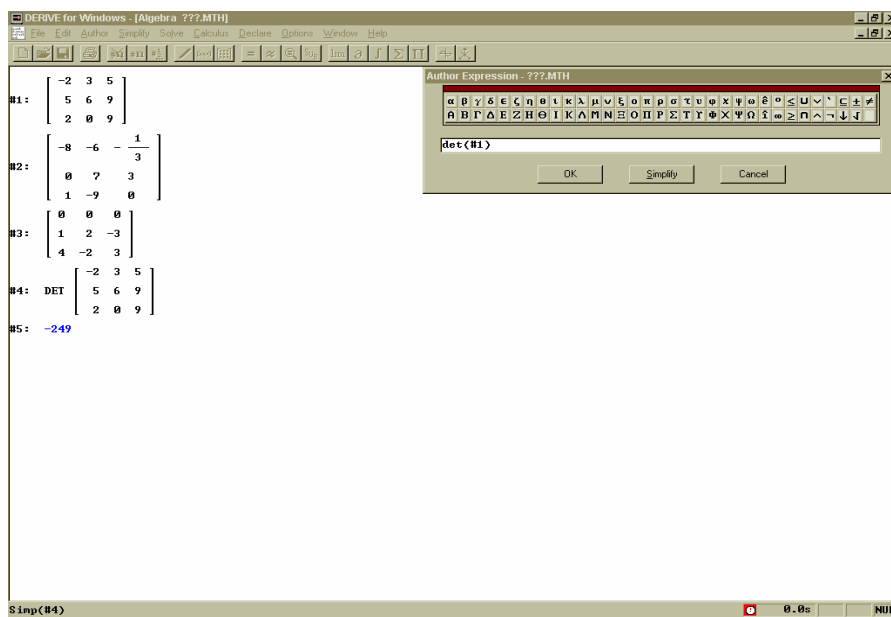 DERIVE for Windows - [Algebra ???.MTH]
File Edit Author Simplify Solve Calculus Declare Options Window Help
lim ∂ ∫ Σ Π
#1: [ -2 3 5
5 6 9
2 0 9 ]
#2: [ -8 -6 - 1/3
0 7 3
1 -9 0 ]
#3: [ 0 0 0
1 2 -3
4 -2 3 ]
#4: DET [ -2 3 5
5 6 9
2 0 9 ]
#5: -249
Author Expression - ???.MTH
α β γ δ ε ζ η θ ι κ λ μ ν ξ ο π ρ σ τ υ φ χ ψ ω ê ° ≤ ∪ ∨ ` ⊆ ± ≠
Α Β Γ Δ Ε Ζ Η Θ Ι Κ Λ Μ Ν Ξ Ο Π Ρ Σ Τ Υ Φ Χ Ψ Ω î ∞ ≥ ∩ ∧ ¬ ↓ √
det(#1)
OK Simplify Cancel
Simp(#4) 0.0s NU